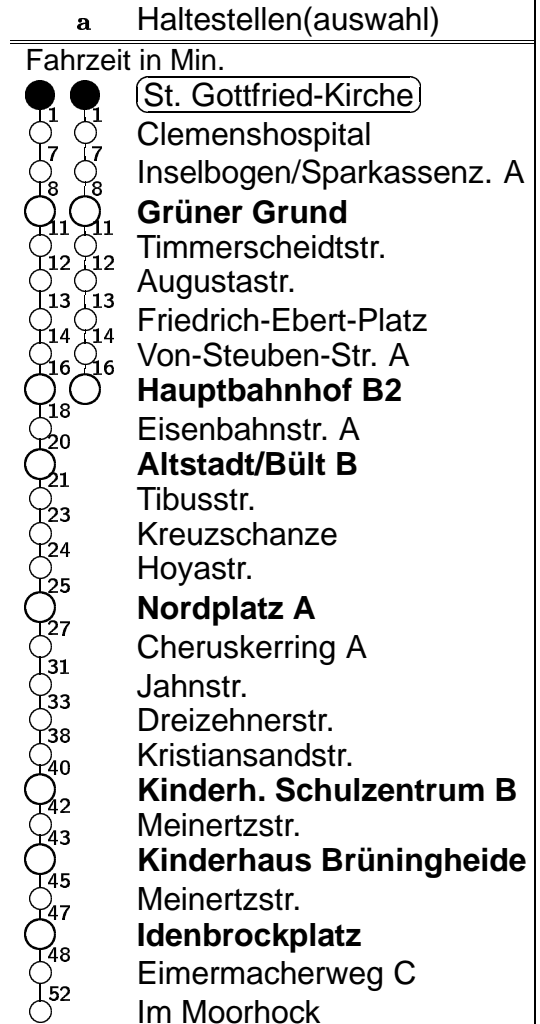 a Haltestellen(auswahl)
Fahrzeit in Min.
St. Gottfried-Kirche
1 1 Clemenshospital
7 7 Inselbogen/Sparkassenz. A
8 8 Grüner Grund
11 11 Timmerscheidtstr.
12 12 Augustastr.
13 13 Friedrich-Ebert-Platz
14 14 Von-Steuben-Str. A
16 16 Hauptbahnhof B2
18 Eisenbahnstr. A
20 Altstadt/Bült B
21 Tibusstr.
23 Kreuzschanze
24 Hoyastr.
25 Nordplatz A
27 Cheruskerring A
31 Jahnstr.
33 Dreizehnerstr.
38 Kristiansandstr.
40 Kinderh. Schulzentrum B
42 Meinertzstr.
43 Kinderhaus Brüningheide
45 Meinertzstr.
47 Idenbrockplatz
48 Eimermacherweg C
52 Im Moorhock